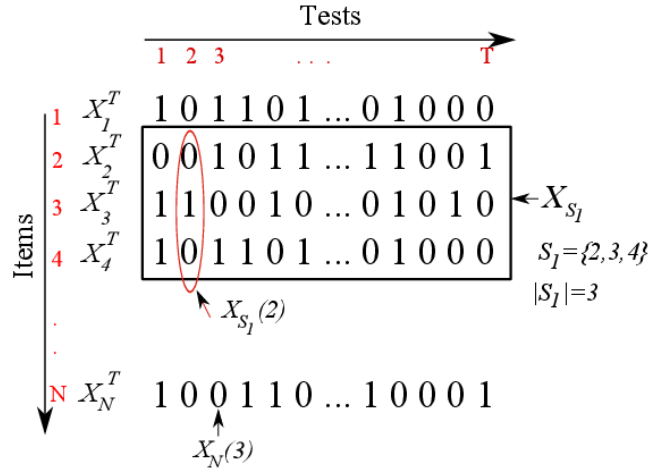 Tests
1 2 3 . . . T
1 X_1^T 1 0 1 1 0 1 ... 0 1 0 0 0
2 X_2^T 0 0 1 0 1 1 ... 1 1 0 0 1
3 X_3^T 1 1 0 0 1 0 ... 0 1 0 1 0
4 X_4^T 1 0 1 1 0 1 ... 0 1 0 0 0
X_{S_1}
S_1={2,3,4}
|S_1|=3
X_{S_1}(2)
.
.
N X_N^T 1 0 0 1 1 0 ... 1 0 0 0 1
X_N(3)
Items